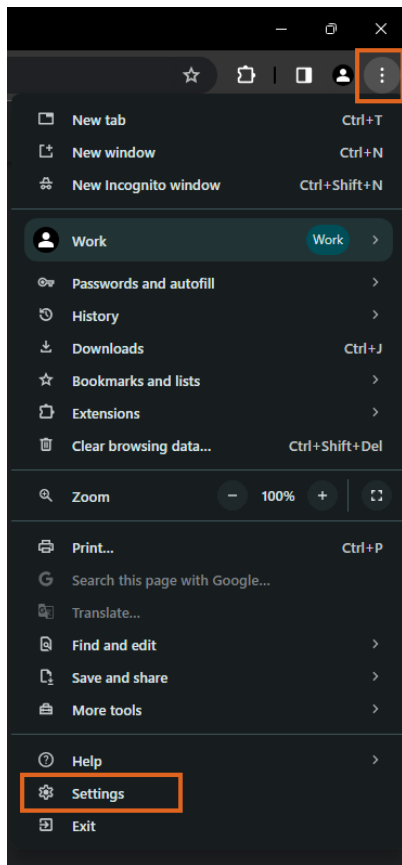 New tab Ctrl+T
New window Ctrl+N
New Incognito window Ctrl+Shift+N
Work Work
Passwords and autofill
History
Downloads Ctrl+J
Bookmarks and lists
Extensions
Clear browsing data... Ctrl+Shift+Del
Zoom − 100% +
Print... Ctrl+P
Search this page with Google...
Translate...
Find and edit
Save and share
More tools
Help
Settings
Exit